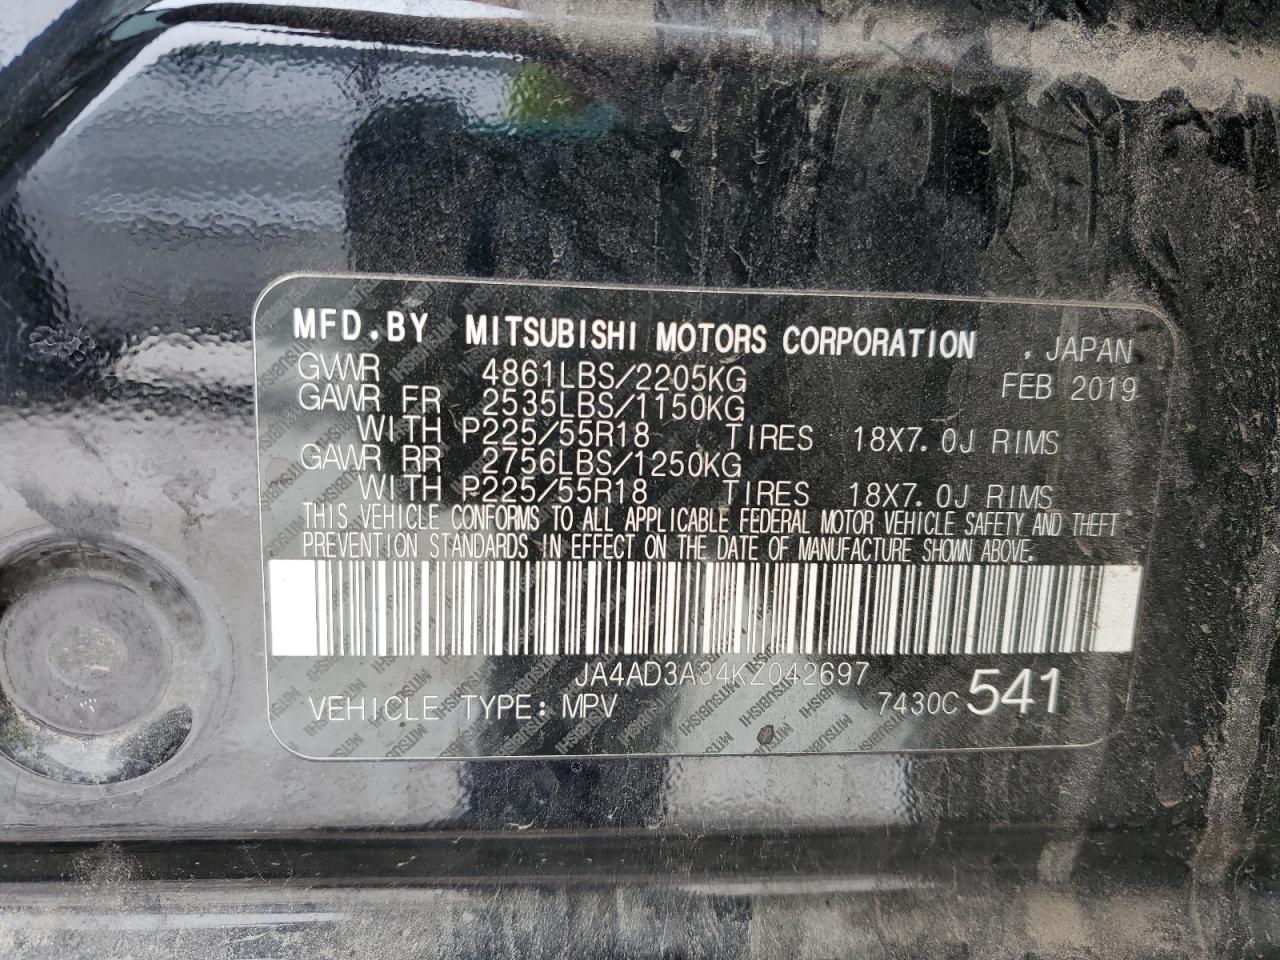 MFD.BY MITSUBISHI MOTORS CORPORATION . JAPAN
GVWR 4861LBS/2205KG FEB 2019
GAWR FR 2535LBS/1150KG
WITH P225/55R18 TIRES 18X7.0J RIMS
GAWR RR 2756LBS/1250KG
WITH P225/55R18 TIRES 18X7.0J RIMS
THIS VEHICLE CONFORMS TO ALL APPLICABLE FEDERAL MOTOR VEHICLE SAFETY AND THEFT
PREVENTION STANDARDS IN EFFECT ON THE DATE OF MANUFACTURE SHOWN ABOVE.
JA4AD3A34KZ042697
VEHICLE TYPE: MPV 7430C 541